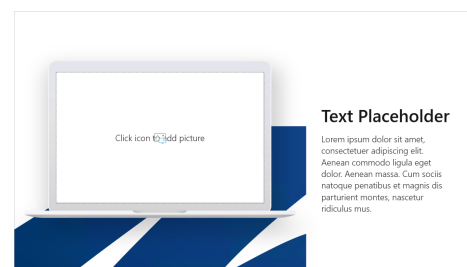 Click icon to add picture
Text Placeholder
Lorem ipsum dolor sit amet,
consectetuer adipiscing elit.
Aenean commodo ligula eget
dolor. Aenean massa. Cum sociis
natoque penatibus et magnis dis
parturient montes, nascetur
ridiculus mus.